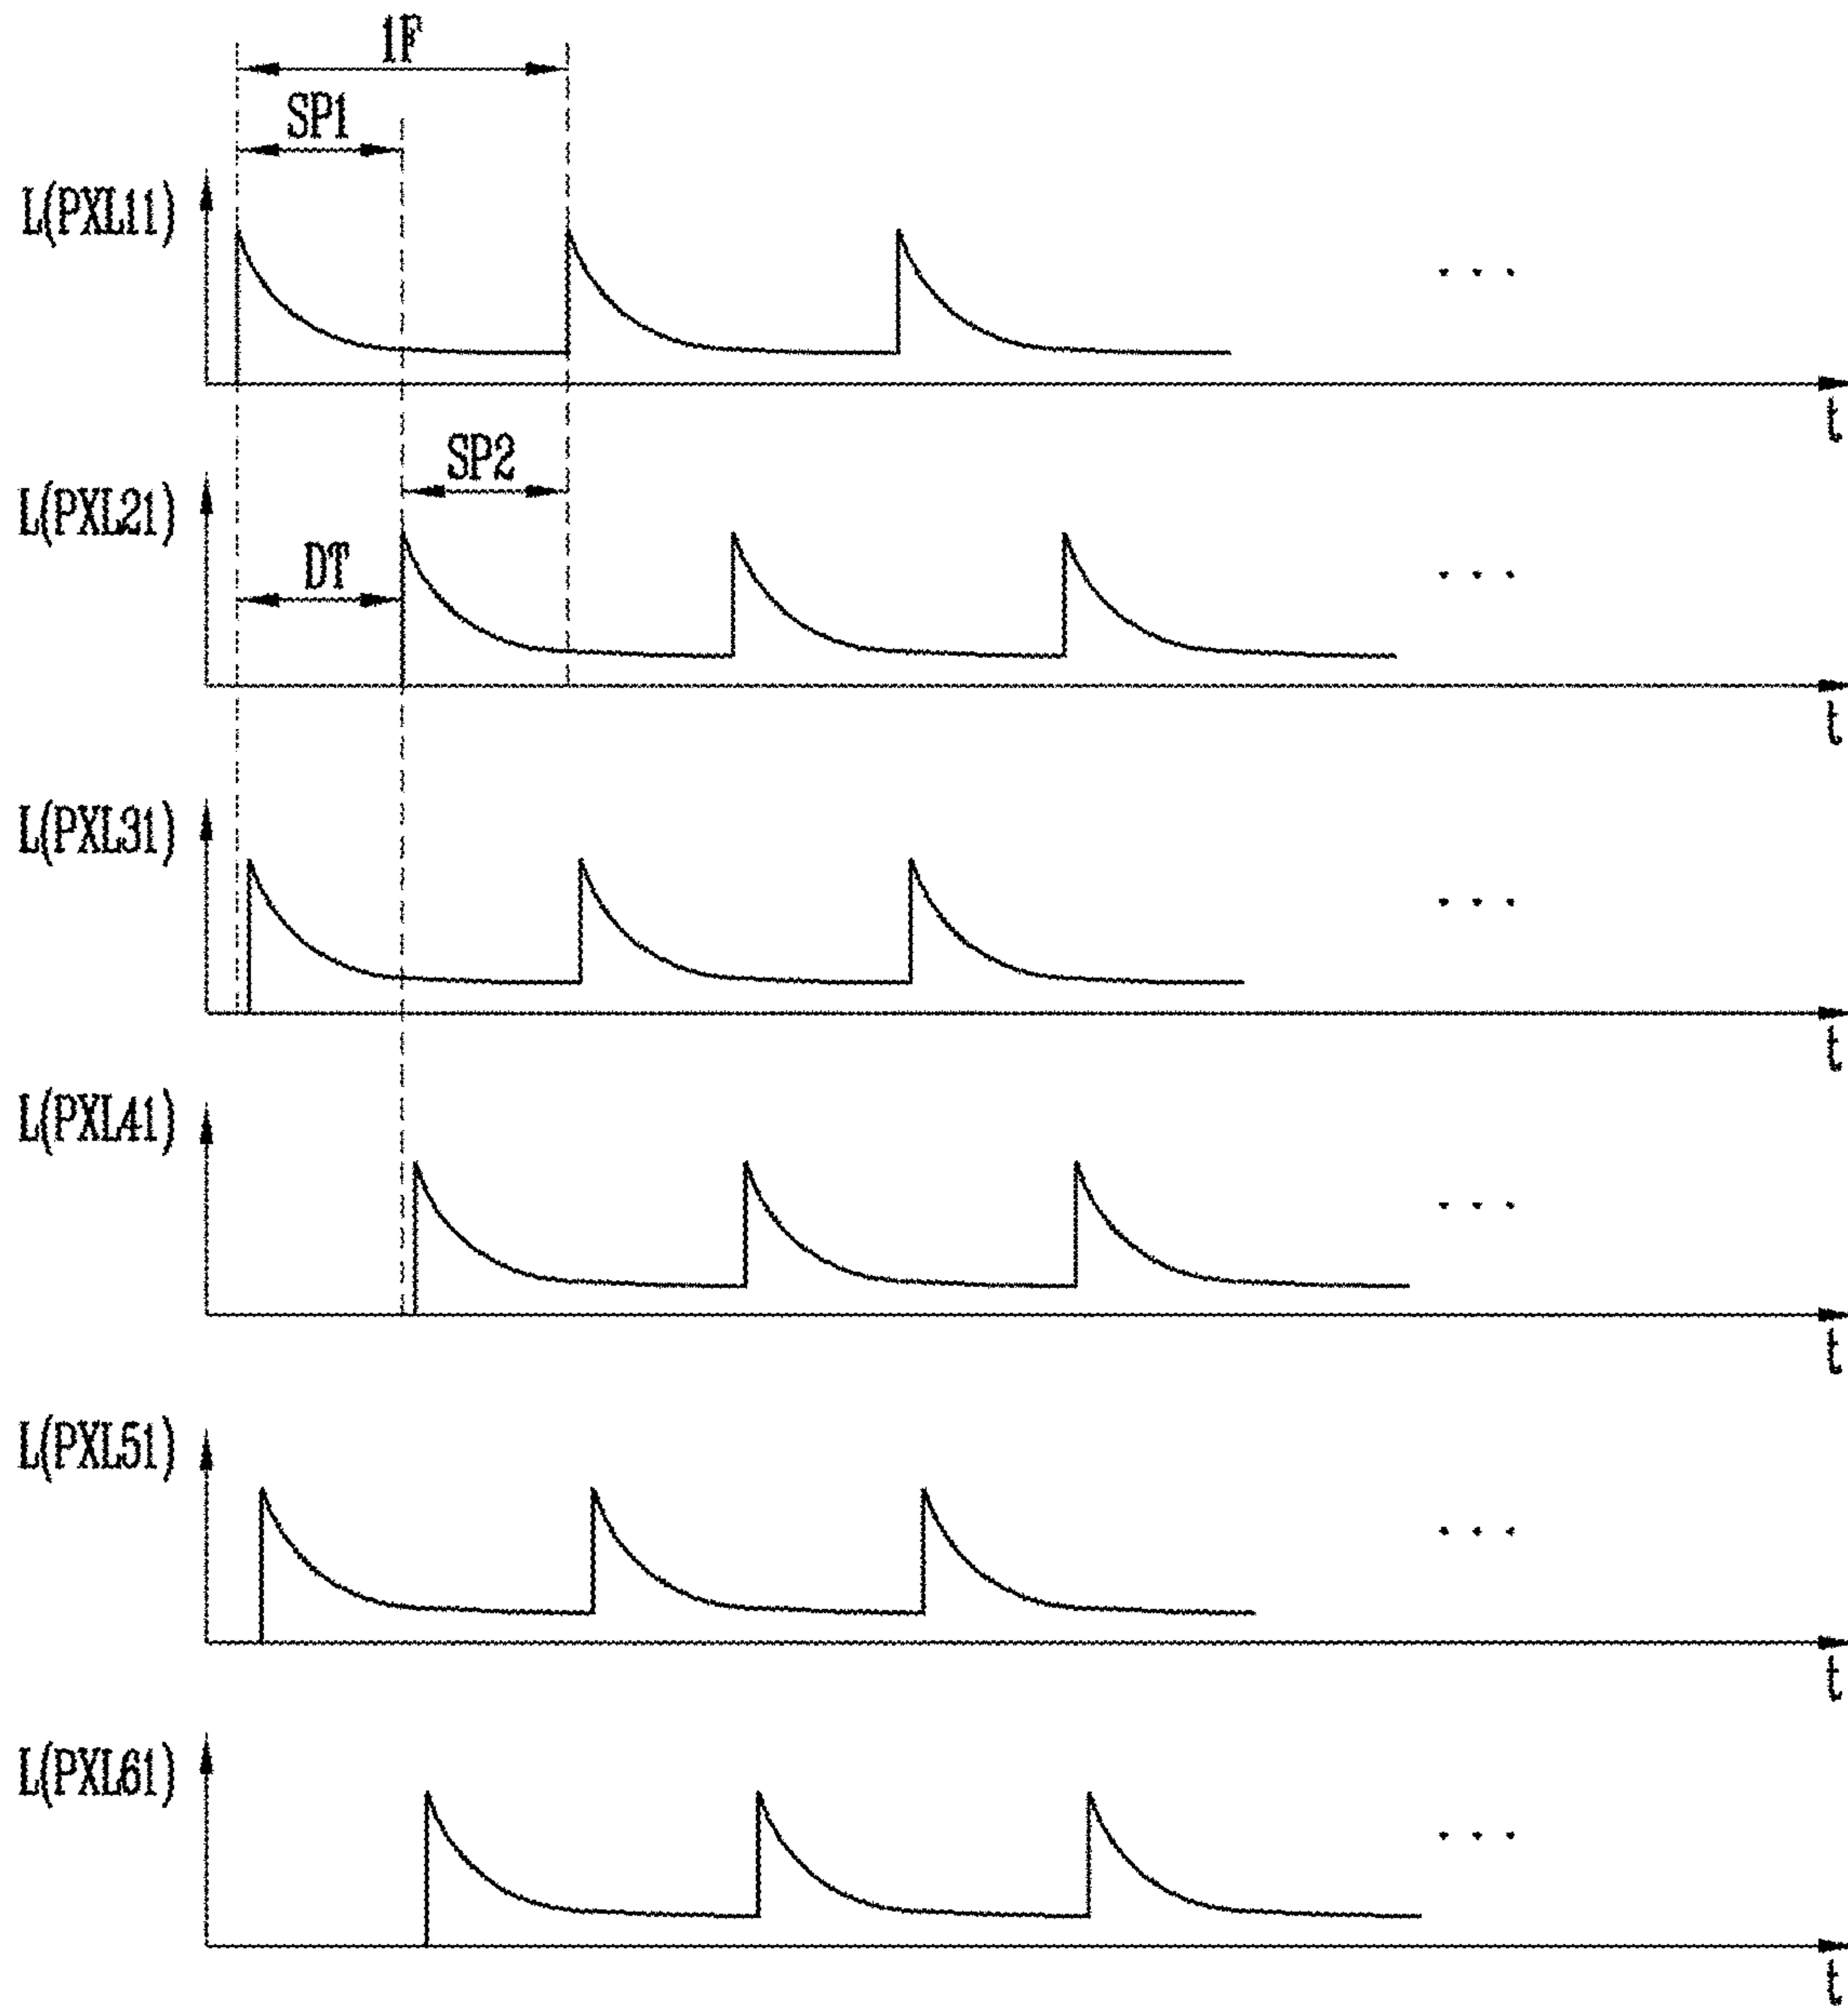 1F
SP1
L(PXL11)
. . .
t
SP2
L(PXL21)
DT
. . .
t
L(PXL31)
. . .
t
L(PXL41)
. . .
t
L(PXL51)
. . .
t
L(PXL61)
. . .
t